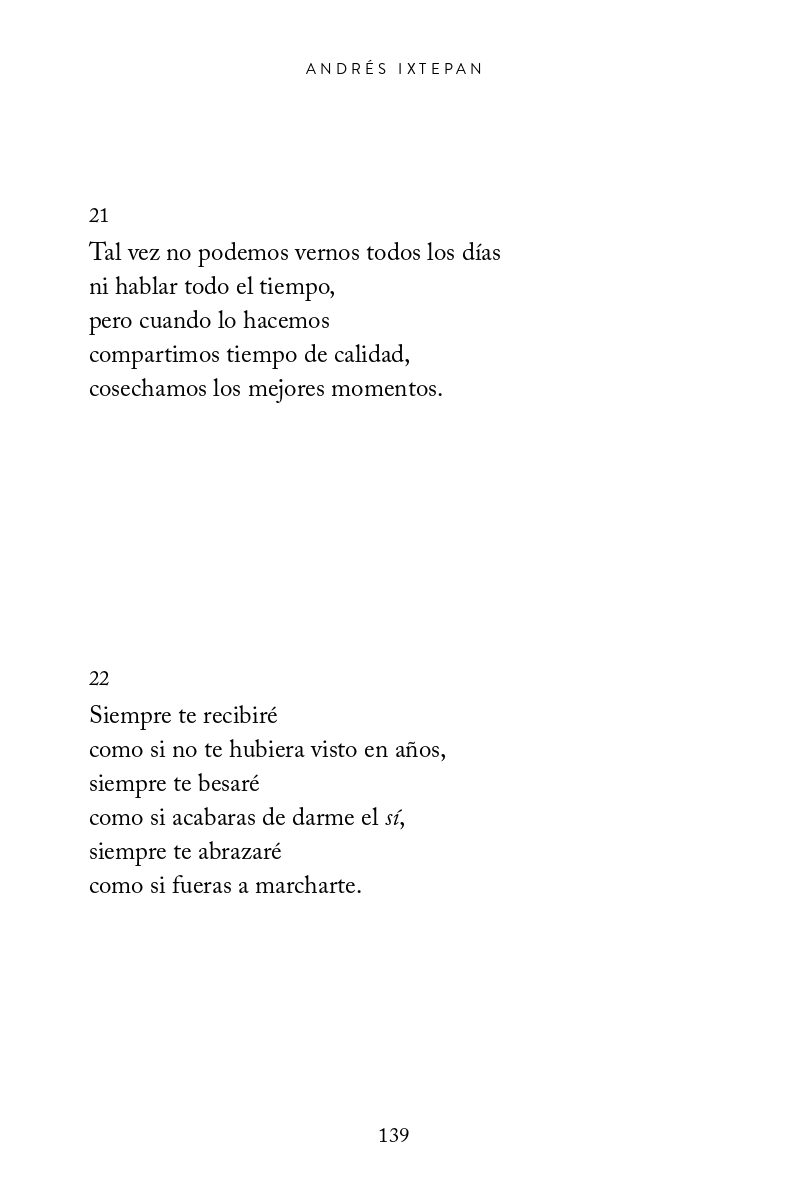 ANDRÉS IXTEPAN
21
Tal vez no podemos vernos todos los días
ni hablar todo el tiempo,
pero cuando lo hacemos
compartimos tiempo de calidad,
cosechamos los mejores momentos.
22
Siempre te recibiré
como si no te hubiera visto en años,
siempre te besaré
como si acabaras de darme el sí,
siempre te abrazaré
como si fueras a marcharte.
139